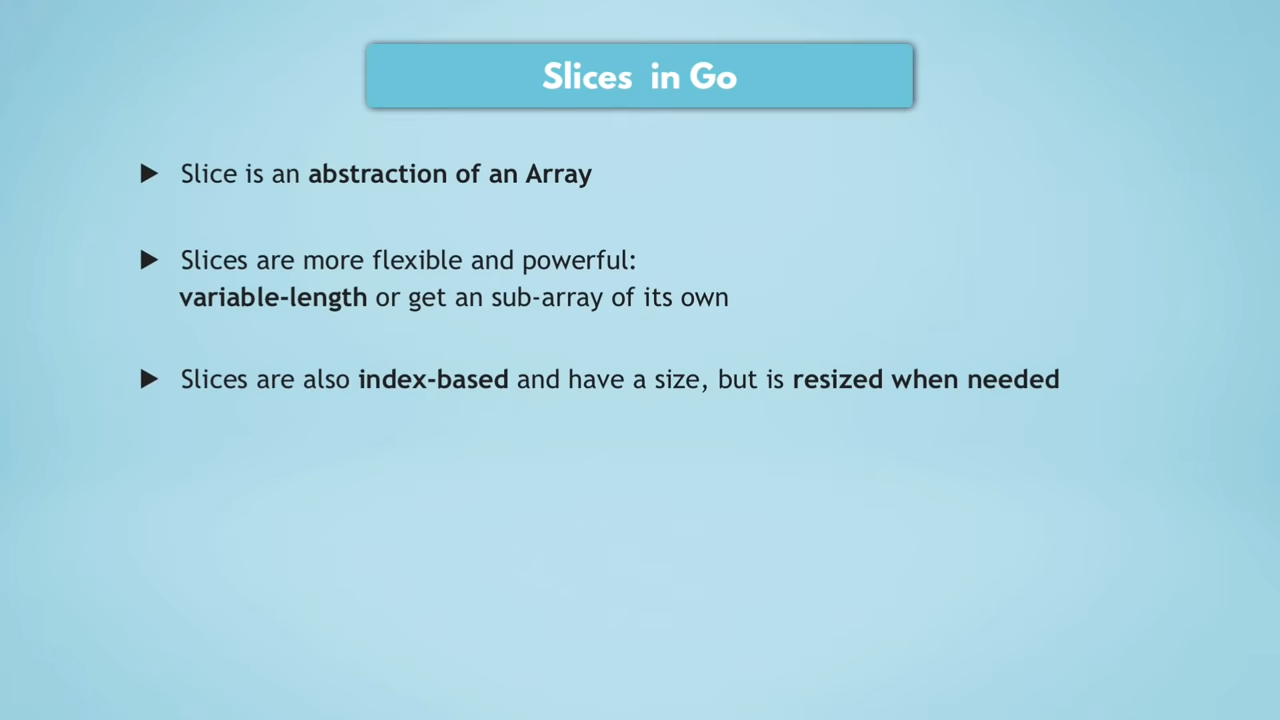 Slices in Go
Slice is an abstraction of an Array
Slices are more flexible and powerful:
variable-length or get an sub-array of its own
Slices are also index-based and have a size, but is resized when needed